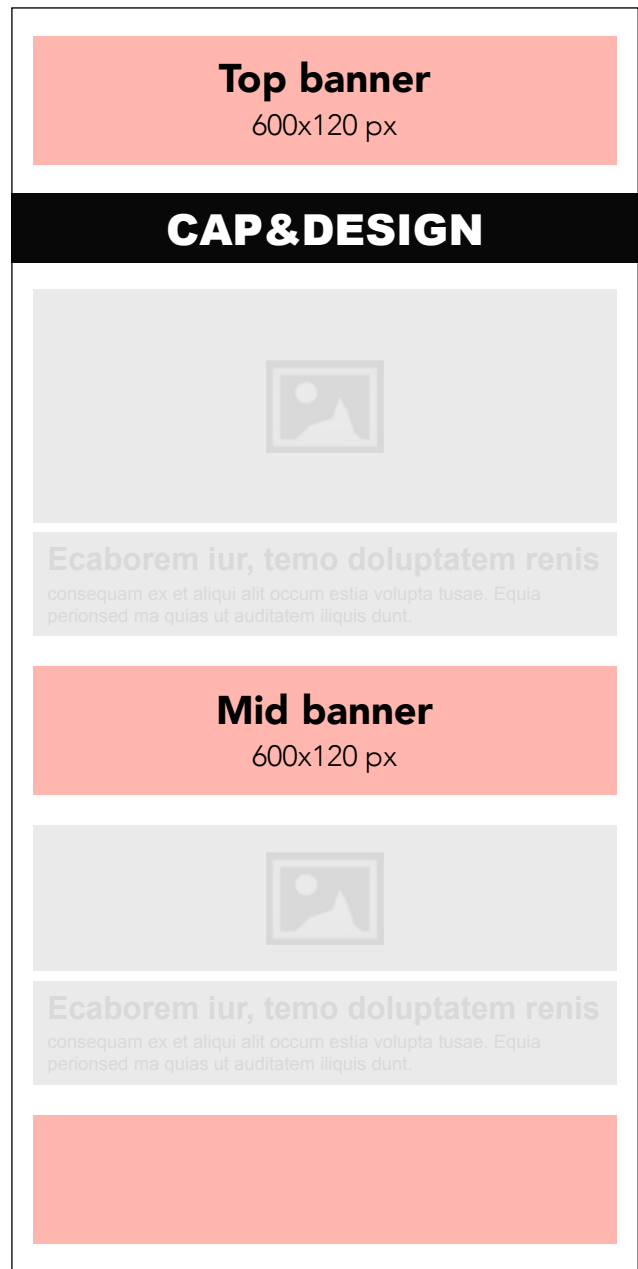 Top banner
600x120 px
CAP&DESIGN
Ecaborem iur, temo doluptatem renis
consequam ex et aliqui alit occum estia volupta tusae. Equia
perionsed ma quias ut auditatem iliquis dunt.
Mid banner
600x120 px
Ecaborem iur, temo doluptatem renis
consequam ex et aliqui alit occum estia volupta tusae. Equia
perionsed ma quias ut auditatem iliquis dunt.